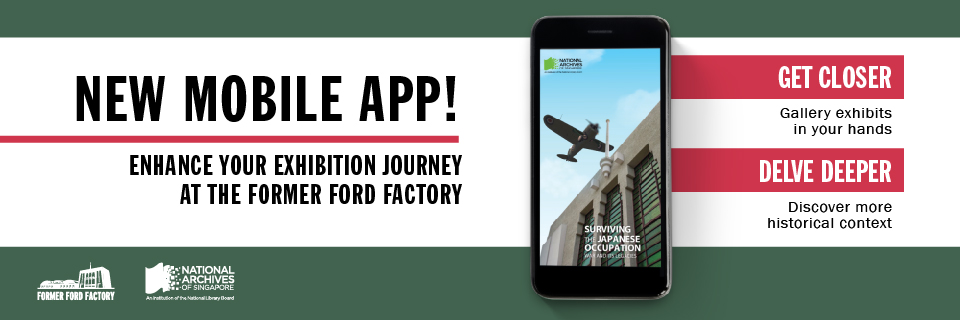 NEW MOBILE APP!
ENHANCE YOUR EXHIBITION JOURNEY
AT THE FORMER FORD FACTORY
NATIONAL
ARCHIVES
OF SINGAPORE
SURVIVING
THE JAPANESE
OCCUPATION
WAR AND ITS LEGACIES
GET CLOSER
Gallery exhibits
in your hands
DELVE DEEPER
Discover more
historical context
FORMER FORD FACTORY
NATIONAL
ARCHIVES
OF SINGAPORE
An institution of the National Library Board